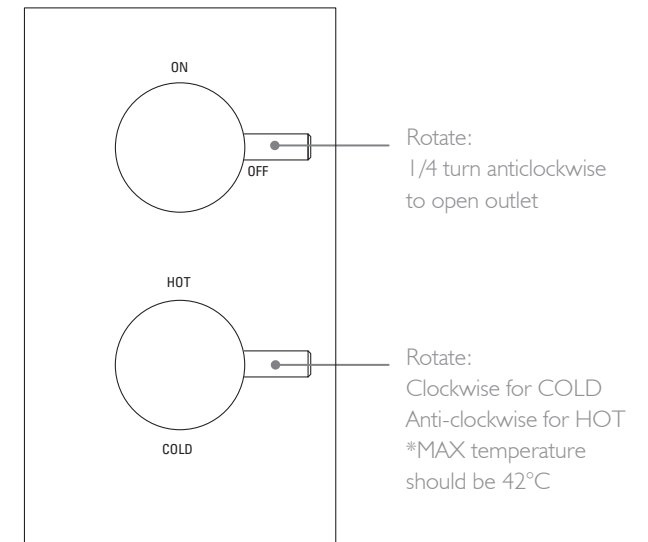 ON
OFF
Rotate:
1/4 turn anticlockwise
to open outlet
HOT
COLD
Rotate:
Clockwise for COLD
Anti-clockwise for HOT
*MAX temperature
should be 42°C